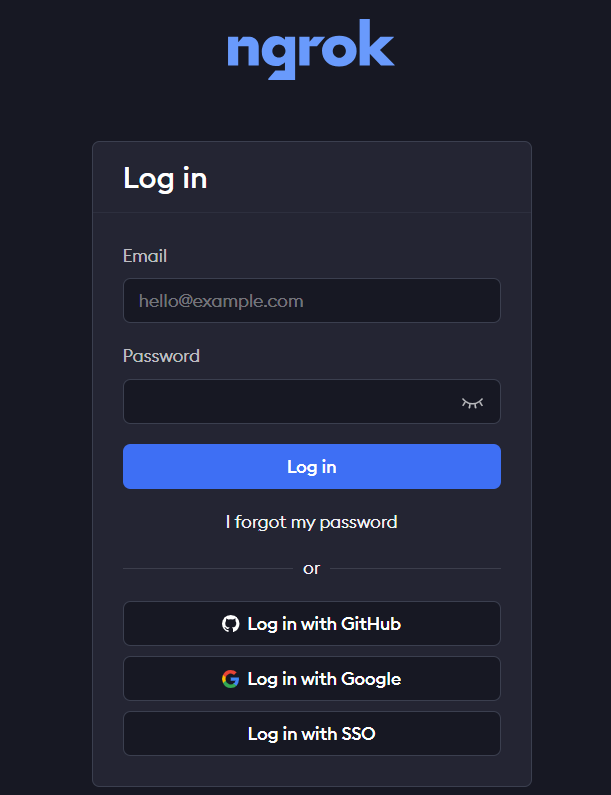 ngrok
Log in
Email
hello@example.com
Password
Log in
I forgot my password
or
Log in with GitHub
Log in with Google
Log in with SSO